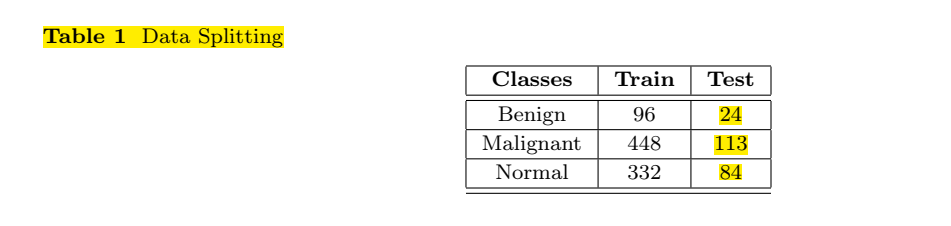 Table 1 Data Splitting
Classes Train Test
Benign 96 24
Malignant 448 113
Normal 332 84